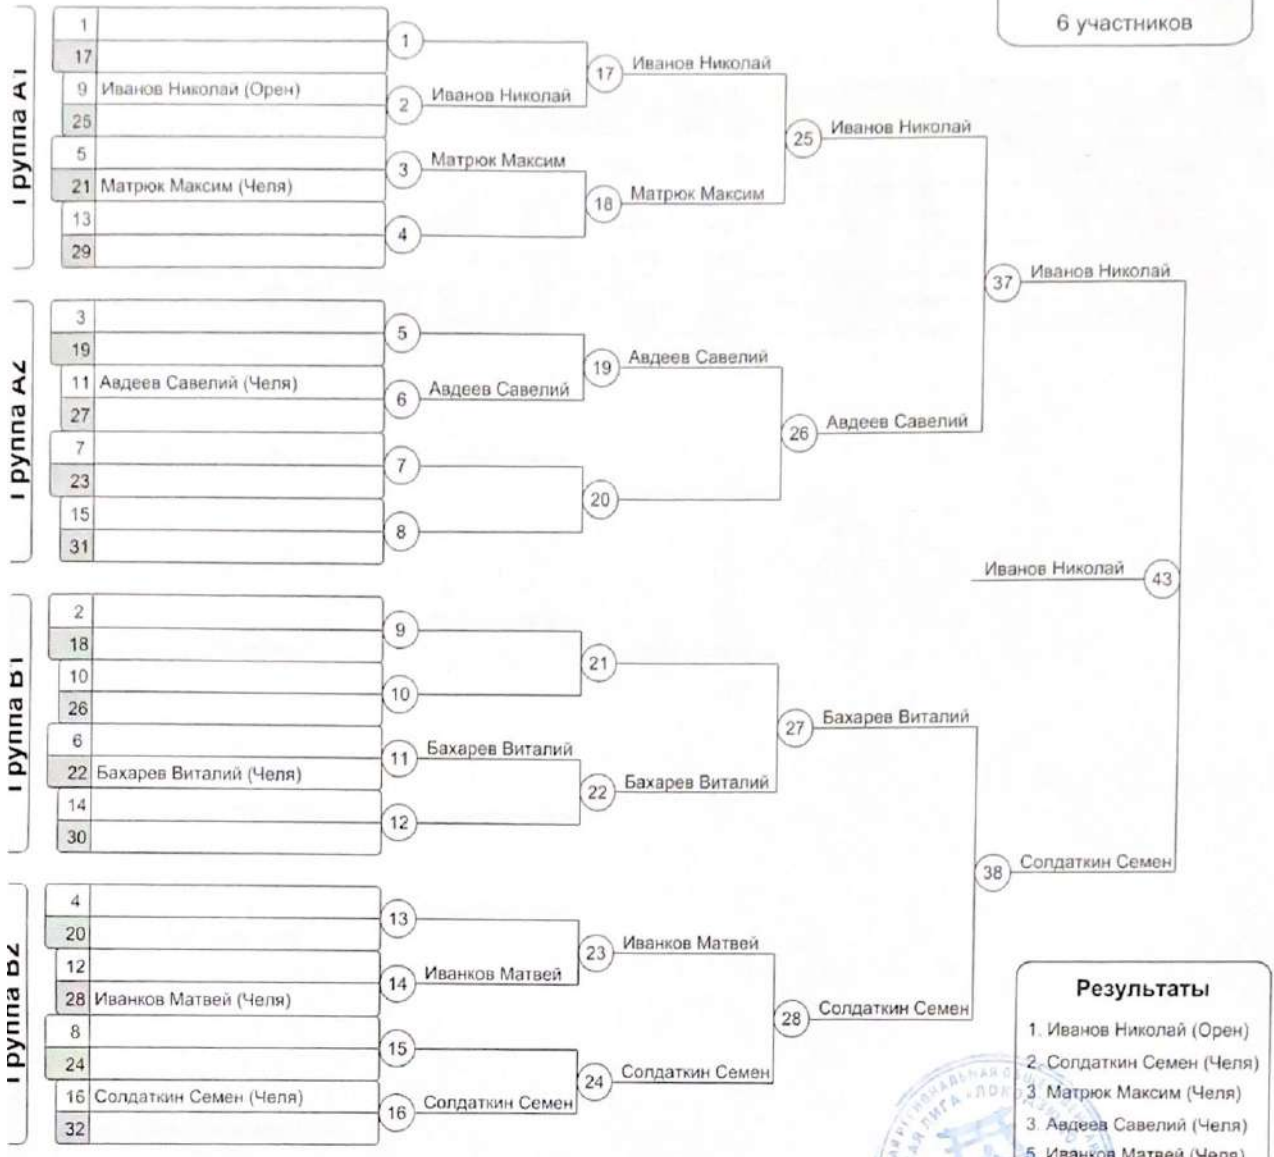 6 участников
Группа А1
1
17
9 Иванов Николай (Орен)
25
5
21 Матрюк Максим (Челя)
13
29
1
2 Иванов Николай
3 Матрюк Максим
4
17 Иванов Николай
18 Матрюк Максим
25 Иванов Николай
Группа А2
3
19
11 Авдеев Савелий (Челя)
27
7
23
15
31
5
6 Авдеев Савелий
7
8
19 Авдеев Савелий
20
26 Авдеев Савелий
37 Иванов Николай
Иванов Николай 43
Группа В1
2
18
10
26
6
22 Бахарев Виталий (Челя)
14
30
9
10
11 Бахарев Виталий
12
21
22 Бахарев Виталий
27 Бахарев Виталий
Группа В2
4
20
12
28 Иванков Матвей (Челя)
8
24
16 Солдаткин Семен (Челя)
32
13
14 Иванков Матвей
15
16 Солдаткин Семен
23 Иванков Матвей
24 Солдаткин Семен
28 Солдаткин Семен
38 Солдаткин Семен
Результаты
1. Иванов Николай (Орен)
2. Солдаткин Семен (Челя)
3. Матрюк Максим (Челя)
3. Авдеев Савелий (Челя)
5. Иванков Матвей (Челя)